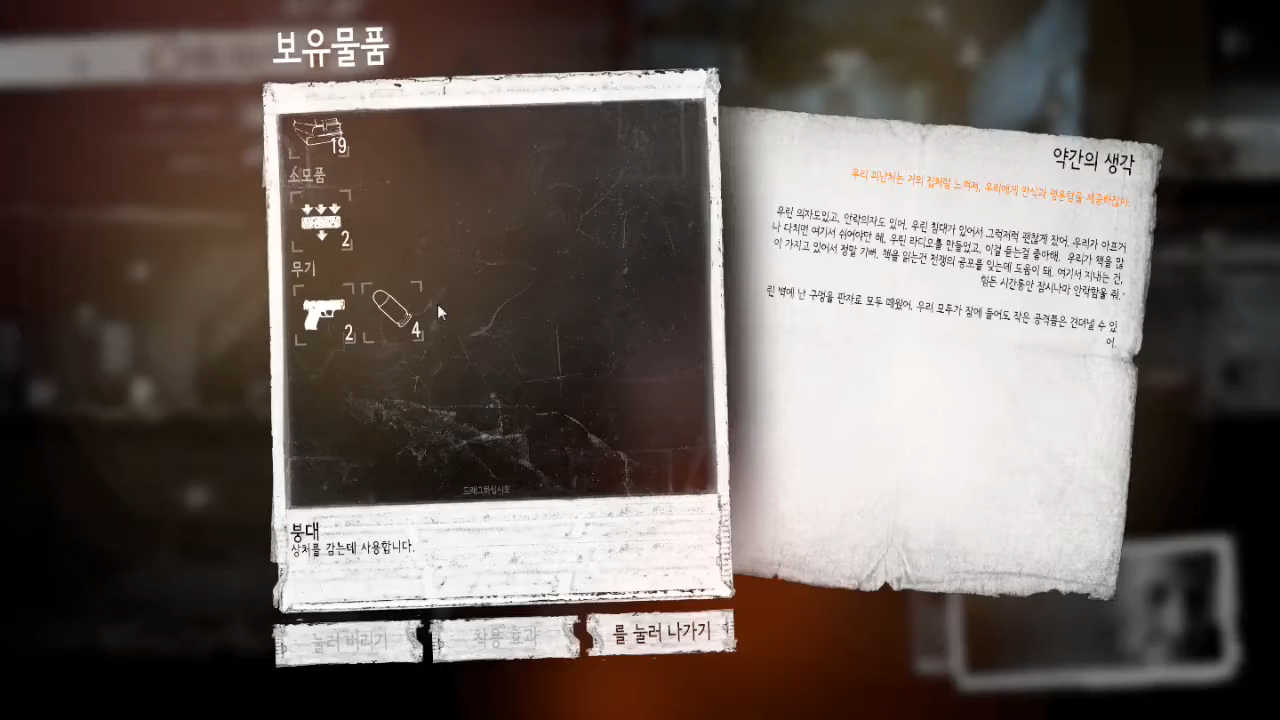 보유물품
19
소모품
2
무기
2
4
드래그하십시오
붕대
상처를 감는데 사용합니다.
눌러 버리기
착용 효과
를 눌러 나가기
약간의 생각
우리 피난처는 거의 집처럼 느껴져. 우리에게 안식과 평온함을 제공하잖아.
우린 의자도있고, 안락의자도 있어. 우린 침대가 있어서 그럭저럭 괜찮게 잤어. 우리가 아프거
나 다치면 여기서 쉬어야만 해. 우린 라디오를 만들었고, 이걸 듣는걸 좋아해. 우리가 책을 많
이 가지고 있어서 정말 기뻐. 책을 읽는건 전쟁의 공포를 잊는데 도움이 돼. 여기서 지내는 건,
힘든 시간동안 잠시나마 안락함을 줘.
린 벽에 난 구멍을 판자로 모두 떼웠어. 우리 모두가 잠에 들어도 작은 공격쯤은 견뎌낼 수 있
어.